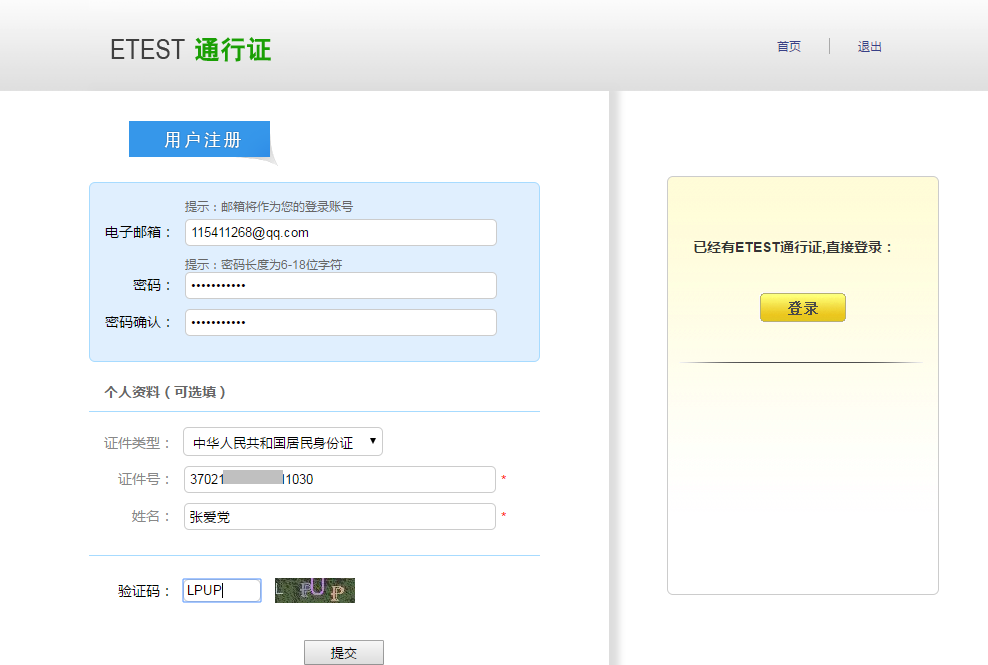 ETEST 通行证
首页
退出
用户注册
提示：邮箱将作为您的登录账号
电子邮箱： 115411268@qq.com
提示：密码长度为6-18位字符
密码： •••••••••••
密码确认： •••••••••••
个人资料（可选填）
证件类型： 中华人民共和国居民身份证
证件号： 37021 1030 *
姓名： 张爱党 *
验证码： LPUP L P U P
提交
已经有ETEST通行证,直接登录：
登录